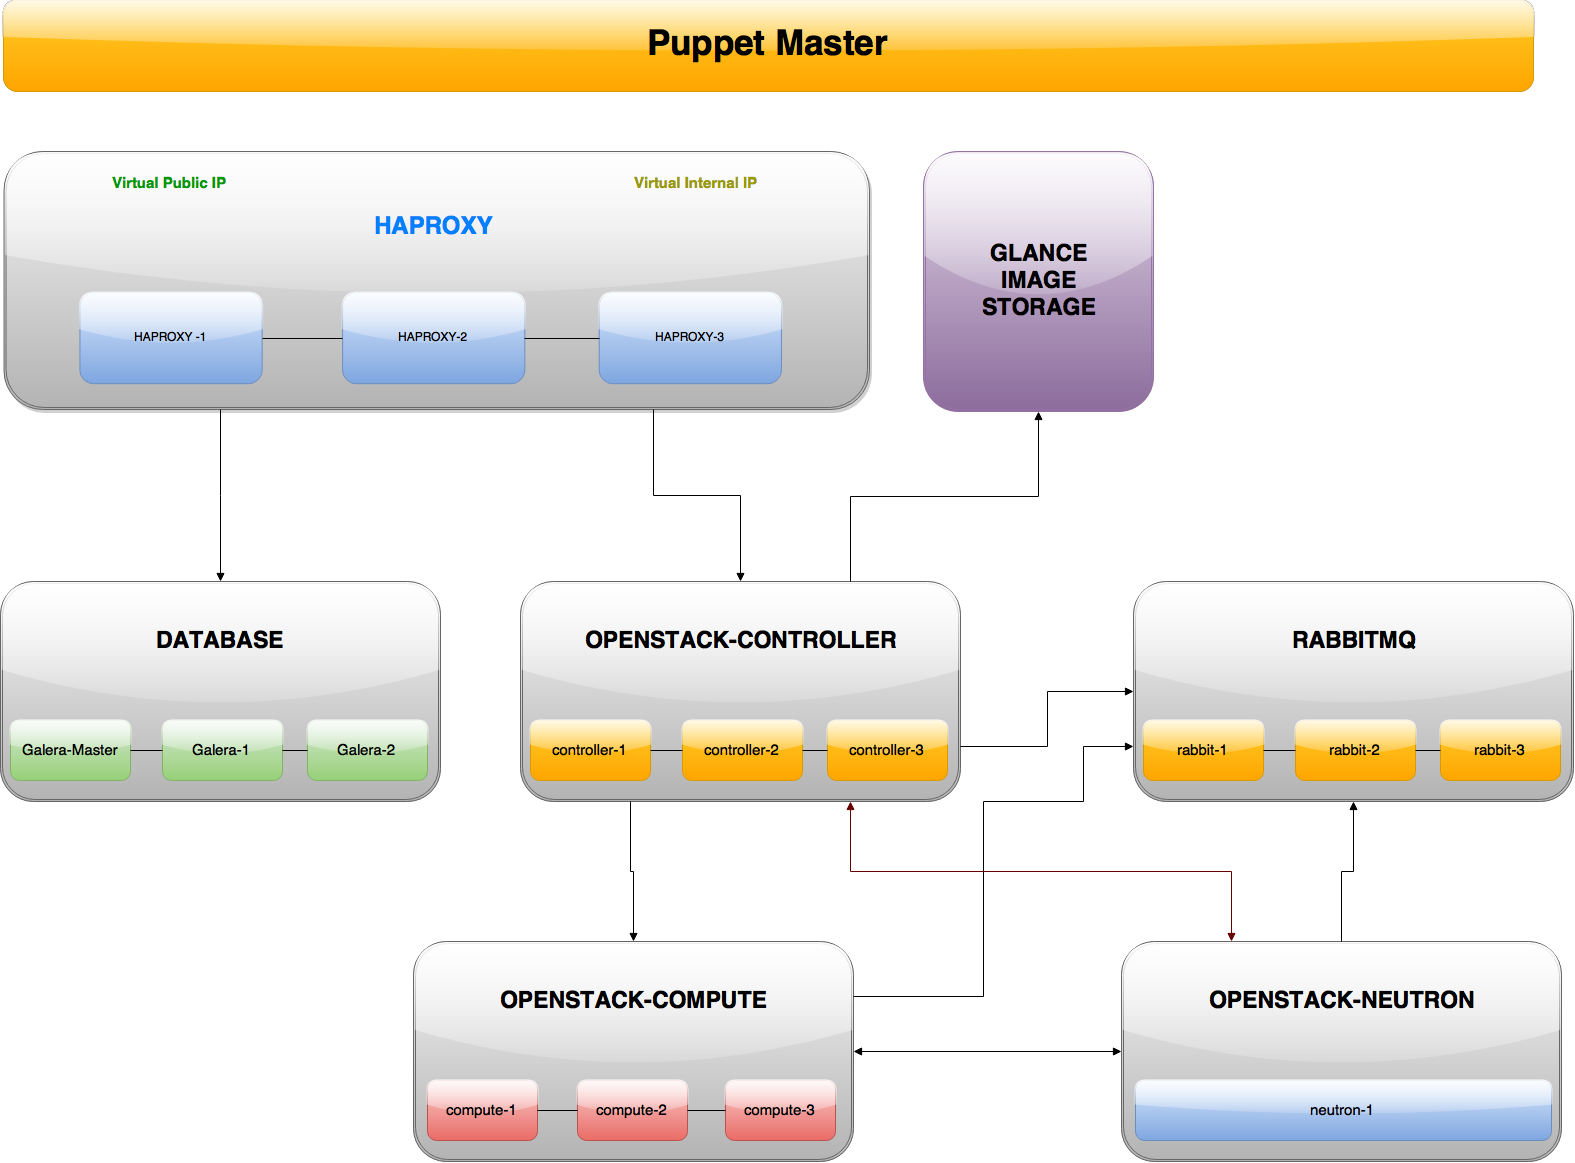 Puppet Master
Virtual Public IP
Virtual Internal IP
HAPROXY
HAPROXY -1
HAPROXY-2
HAPROXY-3
GLANCE
IMAGE
STORAGE
DATABASE
Galera-Master
Galera-1
Galera-2
OPENSTACK-CONTROLLER
controller-1
controller-2
controller-3
RABBITMQ
rabbit-1
rabbit-2
rabbit-3
OPENSTACK-COMPUTE
compute-1
compute-2
compute-3
OPENSTACK-NEUTRON
neutron-1